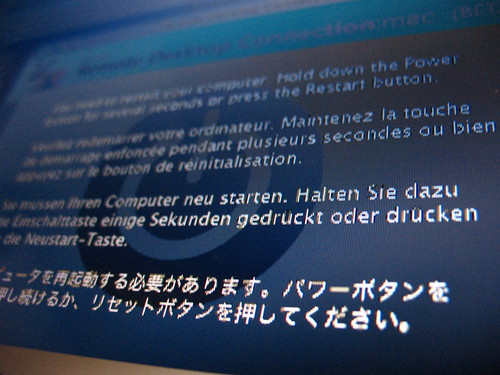 Remote Desktop Connection.mac (BE
You need to restart your computer. Hold down the Power
button for several seconds or press the Restart button.
Veuillez redémarrer votre ordinateur. Maintenez la touche
de démarrage enfoncée pendant plusieurs secondes ou bien
appuyez sur le bouton de réinitialisation.
Sie müssen Ihren Computer neu starten. Halten Sie dazu
ie Einschalttaste einige Sekunden gedrückt oder drücken
die Neustart-Taste.
ュータを再起動する必要があります。パワーボタンを
押し続けるか、リセットボタンを押してください。